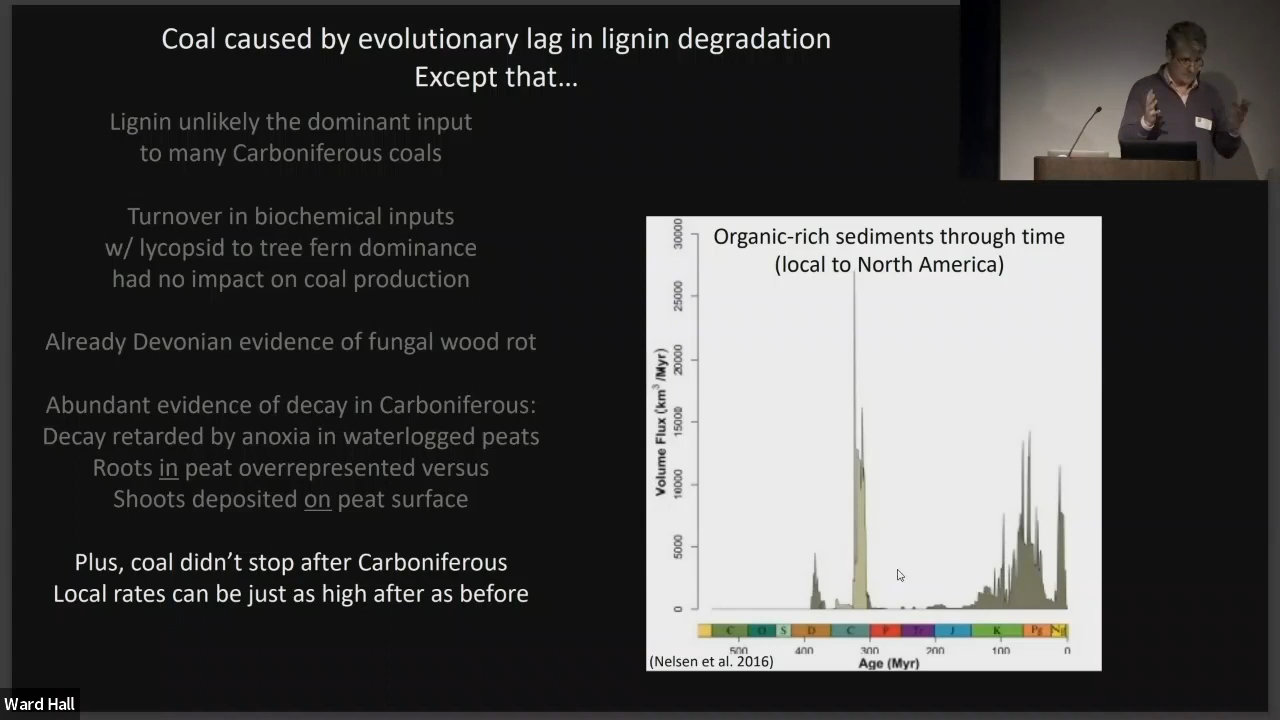 Coal caused by evolutionary lag in lignin degradation
Except that...
Lignin unlikely the dominant input
to many Carboniferous coals
Turnover in biochemical inputs
w/ lycopsid to tree fern dominance
had no impact on coal production
Already Devonian evidence of fungal wood rot
Abundant evidence of decay in Carboniferous:
Decay retarded by anoxia in waterlogged peats
Roots in peat overrepresented versus
Shoots deposited on peat surface
Plus, coal didn't stop after Carboniferous
Local rates can be just as high after as before
Organic-rich sediments through time
(local to North America)
Volume Flux (km³/Myr)
30000
25000
20000
15000
10000
5000
0
C O S D C P Tr J K Pg Ng
500 400 300 200 100 0
(Nelsen et al. 2016)
Age (Myr)
Ward Hall